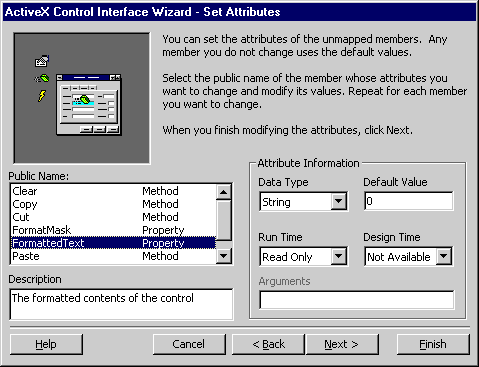 ActiveX Control Interface Wizard - Set Attributes
You can set the attributes of the unmapped members. Any
member you do not change uses the default values.
Select the public name of the member whose attributes you
want to change and modify its values. Repeat for each member
you want to change.
When you finish modifying the attributes, click Next.
Public Name:
Clear Method
Copy Method
Cut Method
FormatMask Property
FormattedText Property
Paste Method
Description
The formatted contents of the control
Attribute Information
Data Type Default Value
String 0
Run Time Design Time
Read Only Not Available
Arguments
Help Cancel < Back Next > Finish